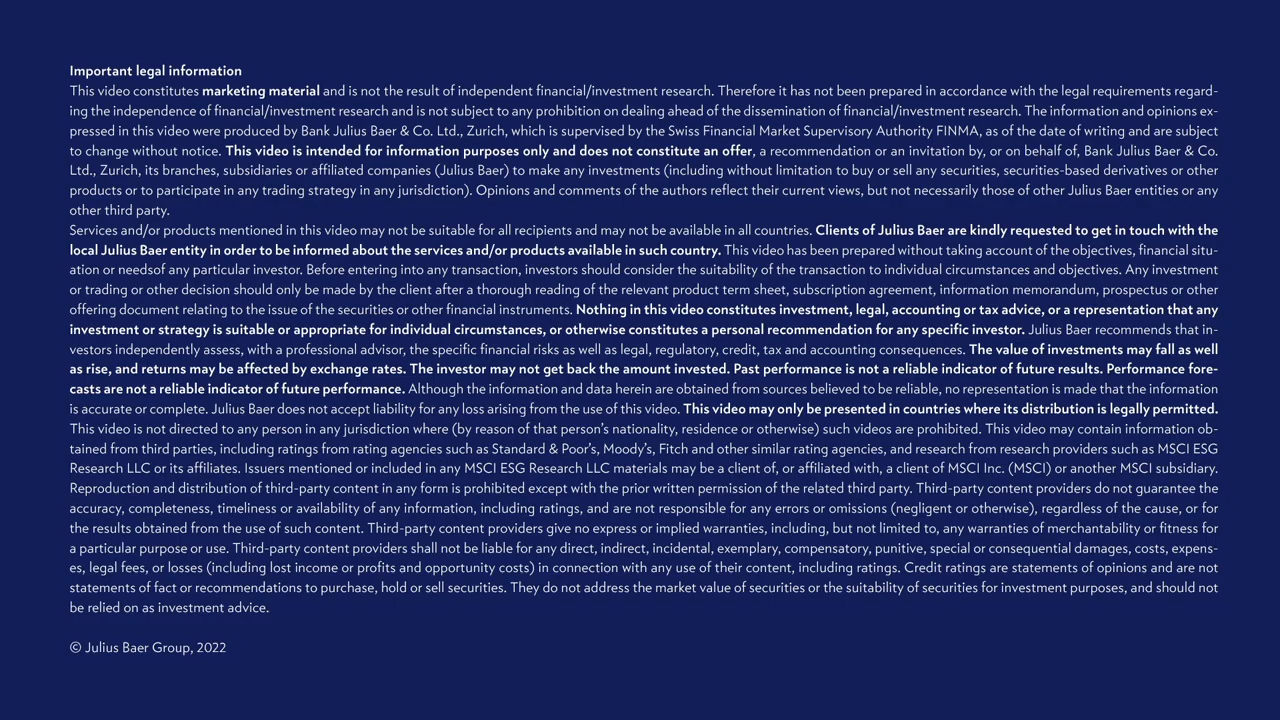 Important legal information
This video constitutes marketing material and is not the result of independent financial/investment research. Therefore it has not been prepared in accordance with the legal requirements regard-
ing the independence of financial/investment research and is not subject to any prohibition on dealing ahead of the dissemination of financial/investment research. The information and opinions ex-
pressed in this video were produced by Bank Julius Baer & Co. Ltd., Zurich, which is supervised by the Swiss Financial Market Supervisory Authority FINMA, as of the date of writing and are subject
to change without notice. This video is intended for information purposes only and does not constitute an offer, a recommendation or an invitation by, or on behalf of, Bank Julius Baer & Co.
Ltd., Zurich, its branches, subsidiaries or affiliated companies (Julius Baer) to make any investments (including without limitation to buy or sell any securities, securities-based derivatives or other
products or to participate in any trading strategy in any jurisdiction). Opinions and comments of the authors reflect their current views, but not necessarily those of other Julius Baer entities or any
other third party.
Services and/or products mentioned in this video may not be suitable for all recipients and may not be available in all countries. Clients of Julius Baer are kindly requested to get in touch with the
local Julius Baer entity in order to be informed about the services and/or products available in such country. This video has been prepared without taking account of the objectives, financial situ-
ation or needsof any particular investor. Before entering into any transaction, investors should consider the suitability of the transaction to individual circumstances and objectives. Any investment
or trading or other decision should only be made by the client after a thorough reading of the relevant product term sheet, subscription agreement, information memorandum, prospectus or other
offering document relating to the issue of the securities or other financial instruments. Nothing in this video constitutes investment, legal, accounting or tax advice, or a representation that any
investment or strategy is suitable or appropriate for individual circumstances, or otherwise constitutes a personal recommendation for any specific investor. Julius Baer recommends that in-
vestors independently assess, with a professional advisor, the specific financial risks as well as legal, regulatory, credit, tax and accounting consequences. The value of investments may fall as well
as rise, and returns may be affected by exchange rates. The investor may not get back the amount invested. Past performance is not a reliable indicator of future results. Performance fore-
casts are not a reliable indicator of future performance. Although the information and data herein are obtained from sources believed to be reliable, no representation is made that the information
is accurate or complete. Julius Baer does not accept liability for any loss arising from the use of this video. This video may only be presented in countries where its distribution is legally permitted.
This video is not directed to any person in any jurisdiction where (by reason of that person's nationality, residence or otherwise) such videos are prohibited. This video may contain information ob-
tained from third parties, including ratings from rating agencies such as Standard & Poor's, Moody's, Fitch and other similar rating agencies, and research from research providers such as MSCI ESG
Research LLC or its affiliates. Issuers mentioned or included in any MSCI ESG Research LLC materials may be a client of, or affiliated with, a client of MSCI Inc. (MSCI) or another MSCI subsidiary.
Reproduction and distribution of third-party content in any form is prohibited except with the prior written permission of the related third party. Third-party content providers do not guarantee the
accuracy, completeness, timeliness or availability of any information, including ratings, and are not responsible for any errors or omissions (negligent or otherwise), regardless of the cause, or for
the results obtained from the use of such content. Third-party content providers give no express or implied warranties, including, but not limited to, any warranties of merchantability or fitness for
a particular purpose or use. Third-party content providers shall not be liable for any direct, indirect, incidental, exemplary, compensatory, punitive, special or consequential damages, costs, expens-
es, legal fees, or losses (including lost income or profits and opportunity costs) in connection with any use of their content, including ratings. Credit ratings are statements of opinions and are not
statements of fact or recommendations to purchase, hold or sell securities. They do not address the market value of securities or the suitability of securities for investment purposes, and should not
be relied on as investment advice.
© Julius Baer Group, 2022